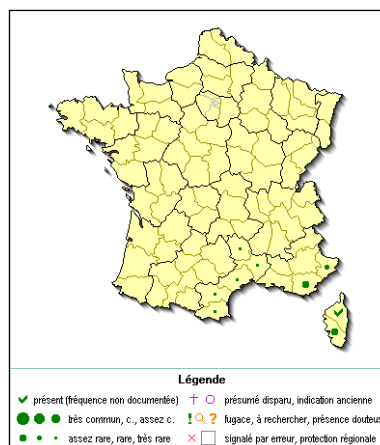 Légende
présent (fréquence non documentée) présumé disparu, indication ancienne
très commun, c., assez c. fugace, à rechercher, présence douteus
assez rare, rare, très rare signalé par erreur, protection régionale